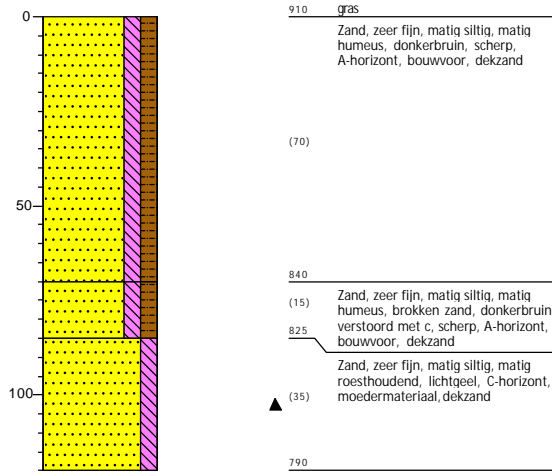 0
910 gras
Zand, zeer fijn, matig siltig, matig
humeus, donkerbruin, scherp,
A-horizont, bouwvoor, dekzand
(70)
50
840
Zand, zeer fijn, matig siltig, matig
(15) humeus, brokken zand, donkerbruin
verstoord met c, scherp, A-horizont,
825
bouwvoor, dekzand
Zand, zeer fijn, matig siltig, matig
roesthoudend, lichtgeel, C-horizont,
100 (35) moedermateriaal, dekzand
790